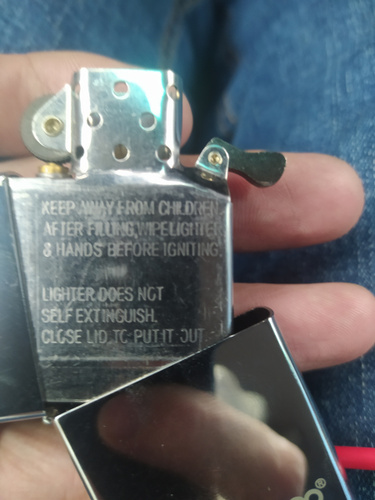 KEEP AWAY FROM CHILDREN.
AFTER FILLING, WIPE LIGHTER
& HANDS BEFORE IGNITING.
LIGHTER DOES NOT
SELF EXTINGUISH.
CLOSE LID TO PUT IT OUT.